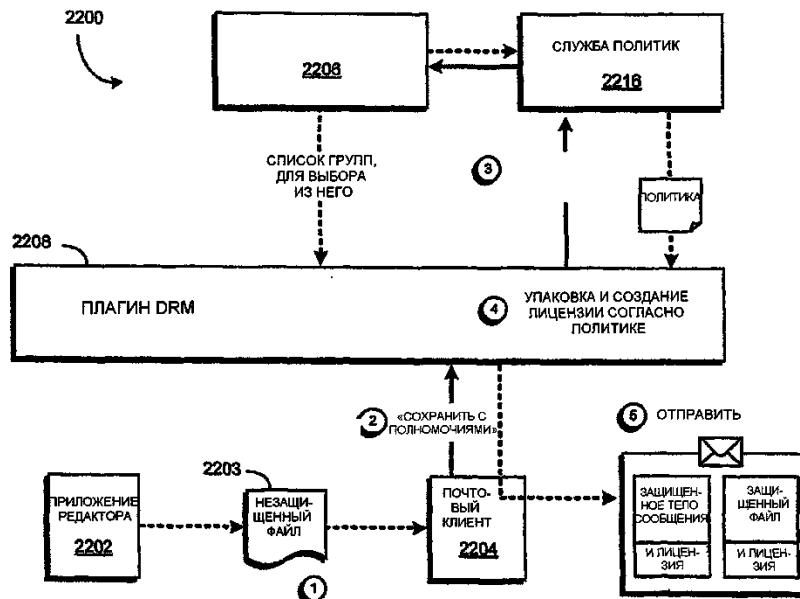 2200
2206
СЛУЖБА ПОЛИТИК
2216
СПИСОК ГРУПП,
ДЛЯ ВЫБОРА
ИЗ НЕГО
3
ПОЛИТИКА
2208
ПЛАГИН DRM
4
УПАКОВКА И СОЗДАНИЕ
ЛИЦЕНЗИИ СОГЛАСНО
ПОЛИТИКЕ
2
«СОХРАНИТЬ С
ПОЛНОМОЧИЯМИ»
5
ОТПРАВИТЬ
2203
ПРИЛОЖЕНИЕ
РЕДАКТОРА
2202
НЕЗАЩИ-
ЩЕННЫЙ
ФАЙЛ
1
ПОЧТО-
ВЫЙ
КЛИЕНТ
2204
ЗАЩИЩЕН-
НОЕ ТЕЛО
СООБЩЕНИЯ
И ЛИЦЕН-
ЗИЯ
ЗАЩИ-
ЩЕННЫЙ
ФАЙЛ
И ЛИЦЕН-
ЗИЯ